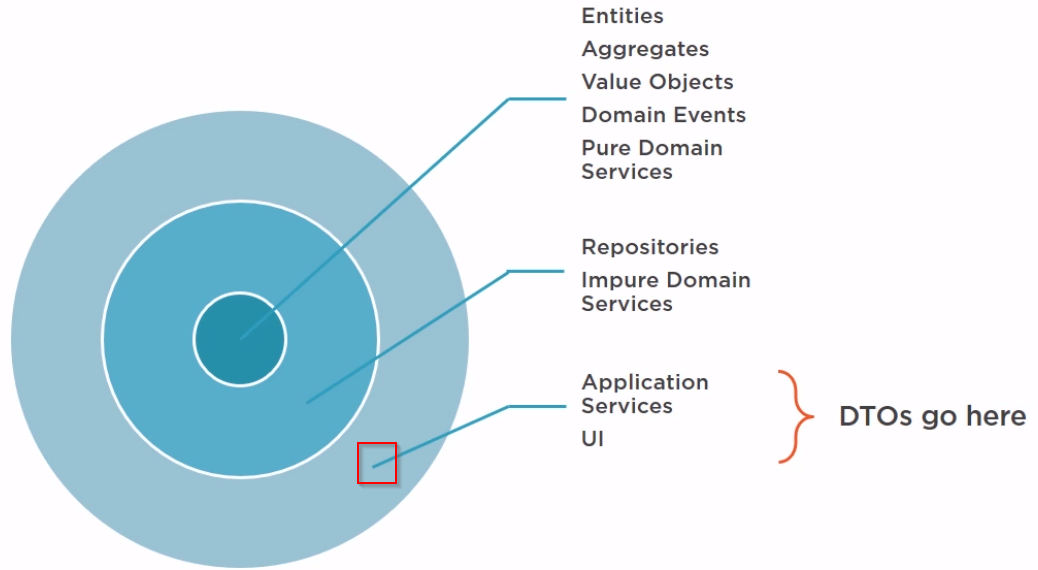 Entities
Aggregates
Value Objects
Domain Events
Pure Domain
Services
Repositories
Impure Domain
Services
Application
Services
UI
DTOs go here